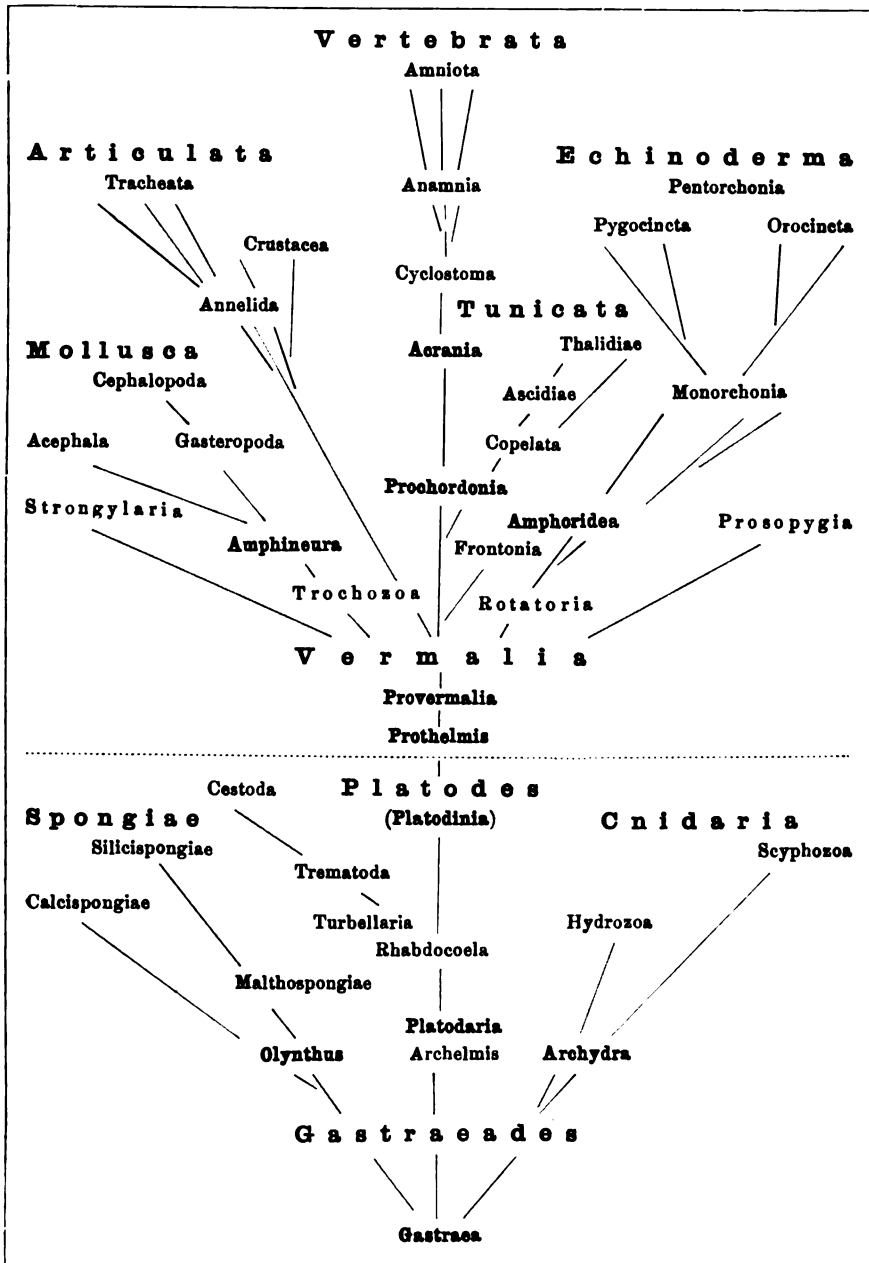 Vertebrata
Amniota
Articulata
Echinoderma
Tracheata
Anamnia
Pentorchonia
Crustacea
Pygocincta
Orocincta
Cyclostoma
Annelida
Tunicata
Mollusca
Acrania
Thalidiae
Cephalopoda
Ascidiae
Monorchonia
Acephala
Gasteropoda
Copelata
Strongylaria
Prochordonia
Amphoridea
Prosopygia
Amphineura
Frontonia
Trochozoa
Rotatoria
Vermalia
Provermalia
Prothelmis
Cestoda
Platodes
Spongiae
(Platodinia)
Cnidaria
Silicispongiae
Scyphozoa
Trematoda
Calcispongiae
Turbellaria
Hydrozoa
Rhabdocoela
Malthospongiae
Platodaria
Olynthus
Archelmis
Archydra
Gastraeades
Gastraea